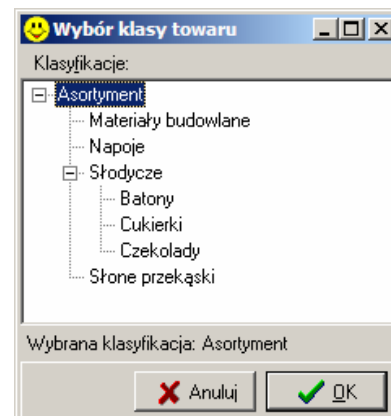 Wybór klasy towaru
Klasyfikacje:
Asortyment
Materiały budowlane
Napoje
Słodycze
Batony
Cukierki
Czekolady
Słone przekąski
Wybrana klasyfikacja: Asortyment
Anuluj
OK